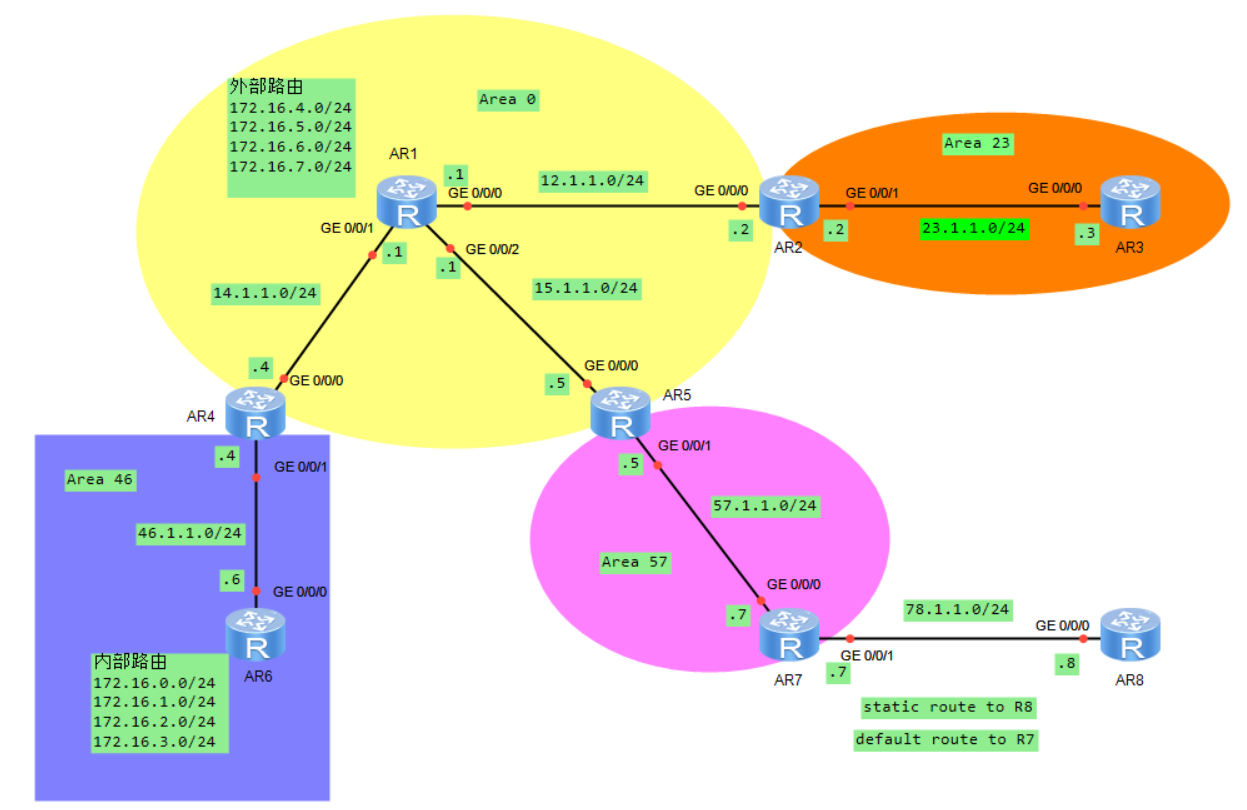 外部路由
172.16.4.0/24
172.16.5.0/24
172.16.6.0/24
172.16.7.0/24
Area 0
AR1
.1
GE 0/0/0
12.1.1.0/24
GE 0/0/0
.2
AR2
GE 0/0/1
.2
Area 23
23.1.1.0/24
GE 0/0/0
.3
AR3
GE 0/0/1
.1
GE 0/0/2
.1
14.1.1.0/24
15.1.1.0/24
.4
GE 0/0/0
AR4
GE 0/0/0
.5
AR5
.4
GE 0/0/1
Area 46
46.1.1.0/24
.6
GE 0/0/0
AR6
内部路由
172.16.0.0/24
172.16.1.0/24
172.16.2.0/24
172.16.3.0/24
GE 0/0/1
.5
57.1.1.0/24
Area 57
GE 0/0/0
.7
AR7
GE 0/0/1
.7
78.1.1.0/24
GE 0/0/0
.8
AR8
static route to R8
default route to R7
R
R
R
R
R
R
R
R